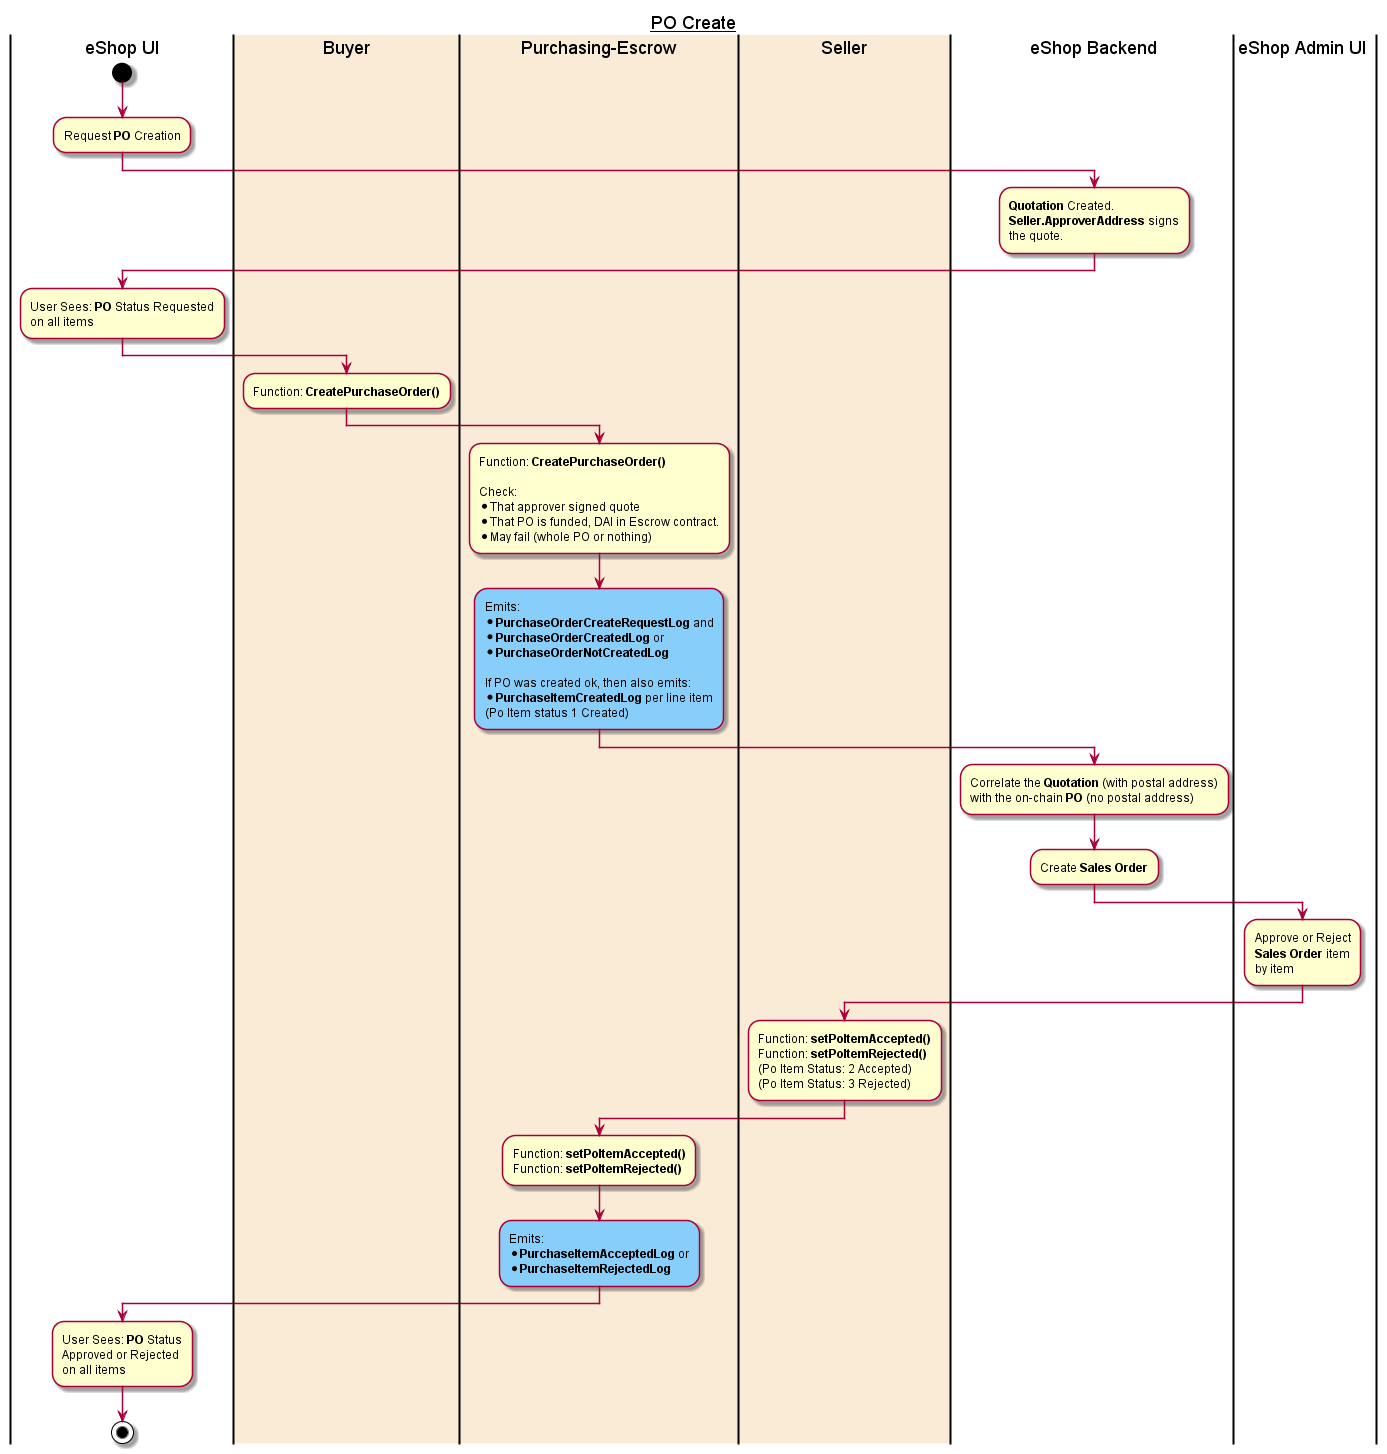 PO Create
eShop UI
Buyer
Purchasing-Escrow
Seller
eShop Backend
eShop Admin UI
Request PO Creation
Quotation Created.
Seller.ApproverAddress signs
the quote.
User Sees: PO Status Requested
on all items
Function: CreatePurchaseOrder()
Function: CreatePurchaseOrder()
Check:
• That approver signed quote
• That PO is funded, DAI in Escrow contract.
• May fail (whole PO or nothing)
Emits:
• PurchaseOrderCreateRequestLog and
• PurchaseOrderCreatedLog or
• PurchaseOrderNotCreatedLog
If PO was created ok, then also emits:
• PurchaseItemCreatedLog per line item
(Po Item status 1 Created)
Correlate the Quotation (with postal address)
with the on-chain PO (no postal address)
Create Sales Order
Approve or Reject
Sales Order item
by item
Function: setPoItemAccepted()
Function: setPoItemRejected()
(Po Item Status: 2 Accepted)
(Po Item Status: 3 Rejected)
Function: setPoItemAccepted()
Function: setPoItemRejected()
Emits:
• PurchaseItemAcceptedLog or
• PurchaseItemRejectedLog
User Sees: PO Status
Approved or Rejected
on all items